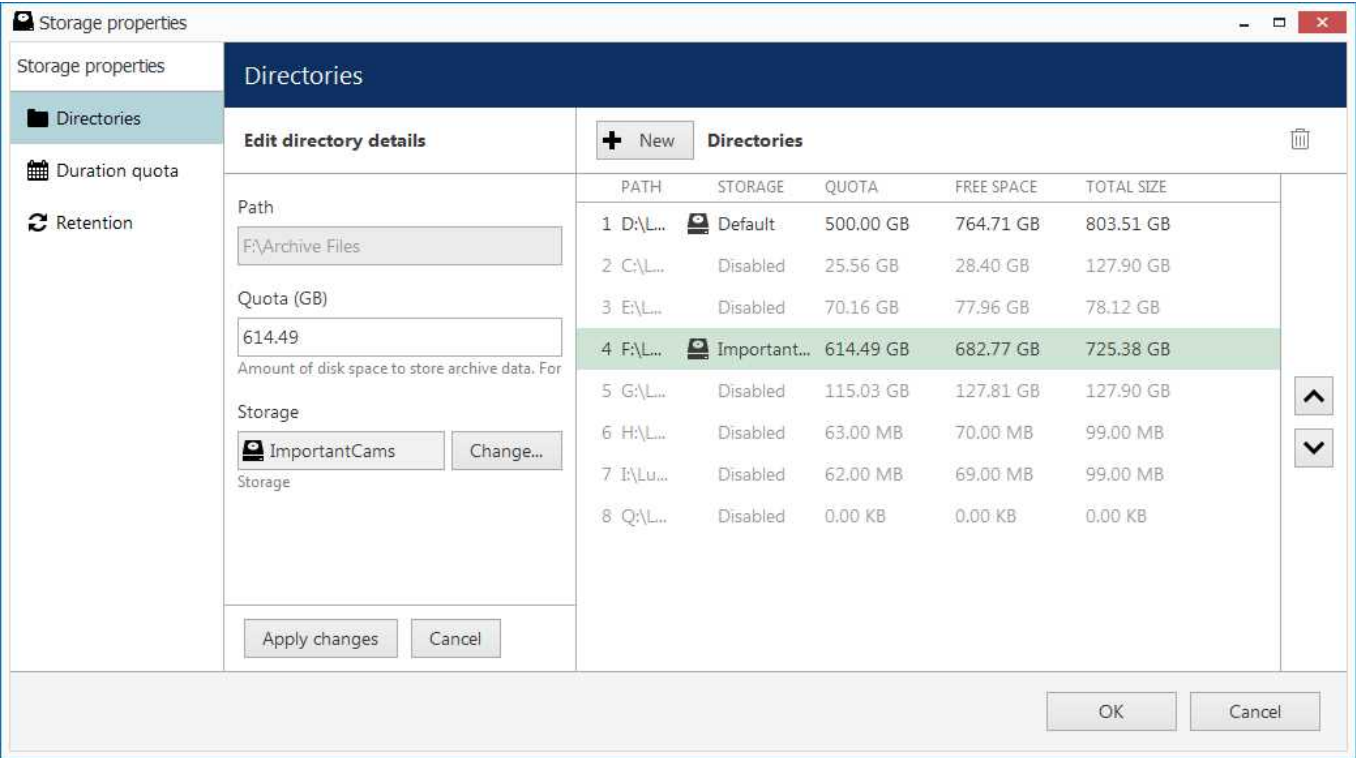 Storage properties
Storage properties
Directories
Duration quota
Retention
Directories
Edit directory details
Path
F:\Archive Files
Quota (GB)
614.49
Amount of disk space to store archive data. For
Storage
ImportantCams
Change...
Storage
Apply changes
Cancel
New
Directories
PATH STORAGE QUOTA FREE SPACE TOTAL SIZE
1 D:\L... Default 500.00 GB 764.71 GB 803.51 GB
2 C:\L... Disabled 25.56 GB 28.40 GB 127.90 GB
3 E:\L... Disabled 70.16 GB 77.96 GB 78.12 GB
4 F:\L... Important... 614.49 GB 682.77 GB 725.38 GB
5 G:\L... Disabled 115.03 GB 127.81 GB 127.90 GB
6 H:\L... Disabled 63.00 MB 70.00 MB 99.00 MB
7 I:\Lu... Disabled 62.00 MB 69.00 MB 99.00 MB
8 Q:\L... Disabled 0.00 KB 0.00 KB 0.00 KB
OK
Cancel